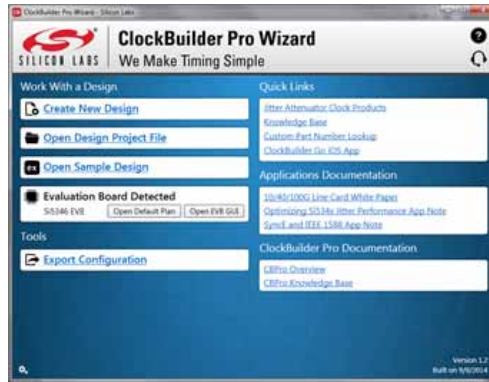 ClockBuilder Pro Wizard - Silicon Labs
SILICON LABS
ClockBuilder Pro Wizard
We Make Timing Simple
Work With a Design
Create New Design
Open Design Project File
ex Open Sample Design
Evaluation Board Detected
Si5346 EVB
Open Default Plan
Open EVB GUI
Tools
Export Configuration
Quick Links
Jitter Attenuator Clock Products
Knowledge Base
Custom Part Number Lookup
ClockBuilder Go iOS App
Applications Documentation
10/40/100G Line Card White Paper
Optimizing Si534x Jitter Performance App Note
SyncE and IEEE 1588 App Note
ClockBuilder Pro Documentation
CBPro Overview
CBPro Knowledge Base
Version 1.2
Built on 9/8/2014